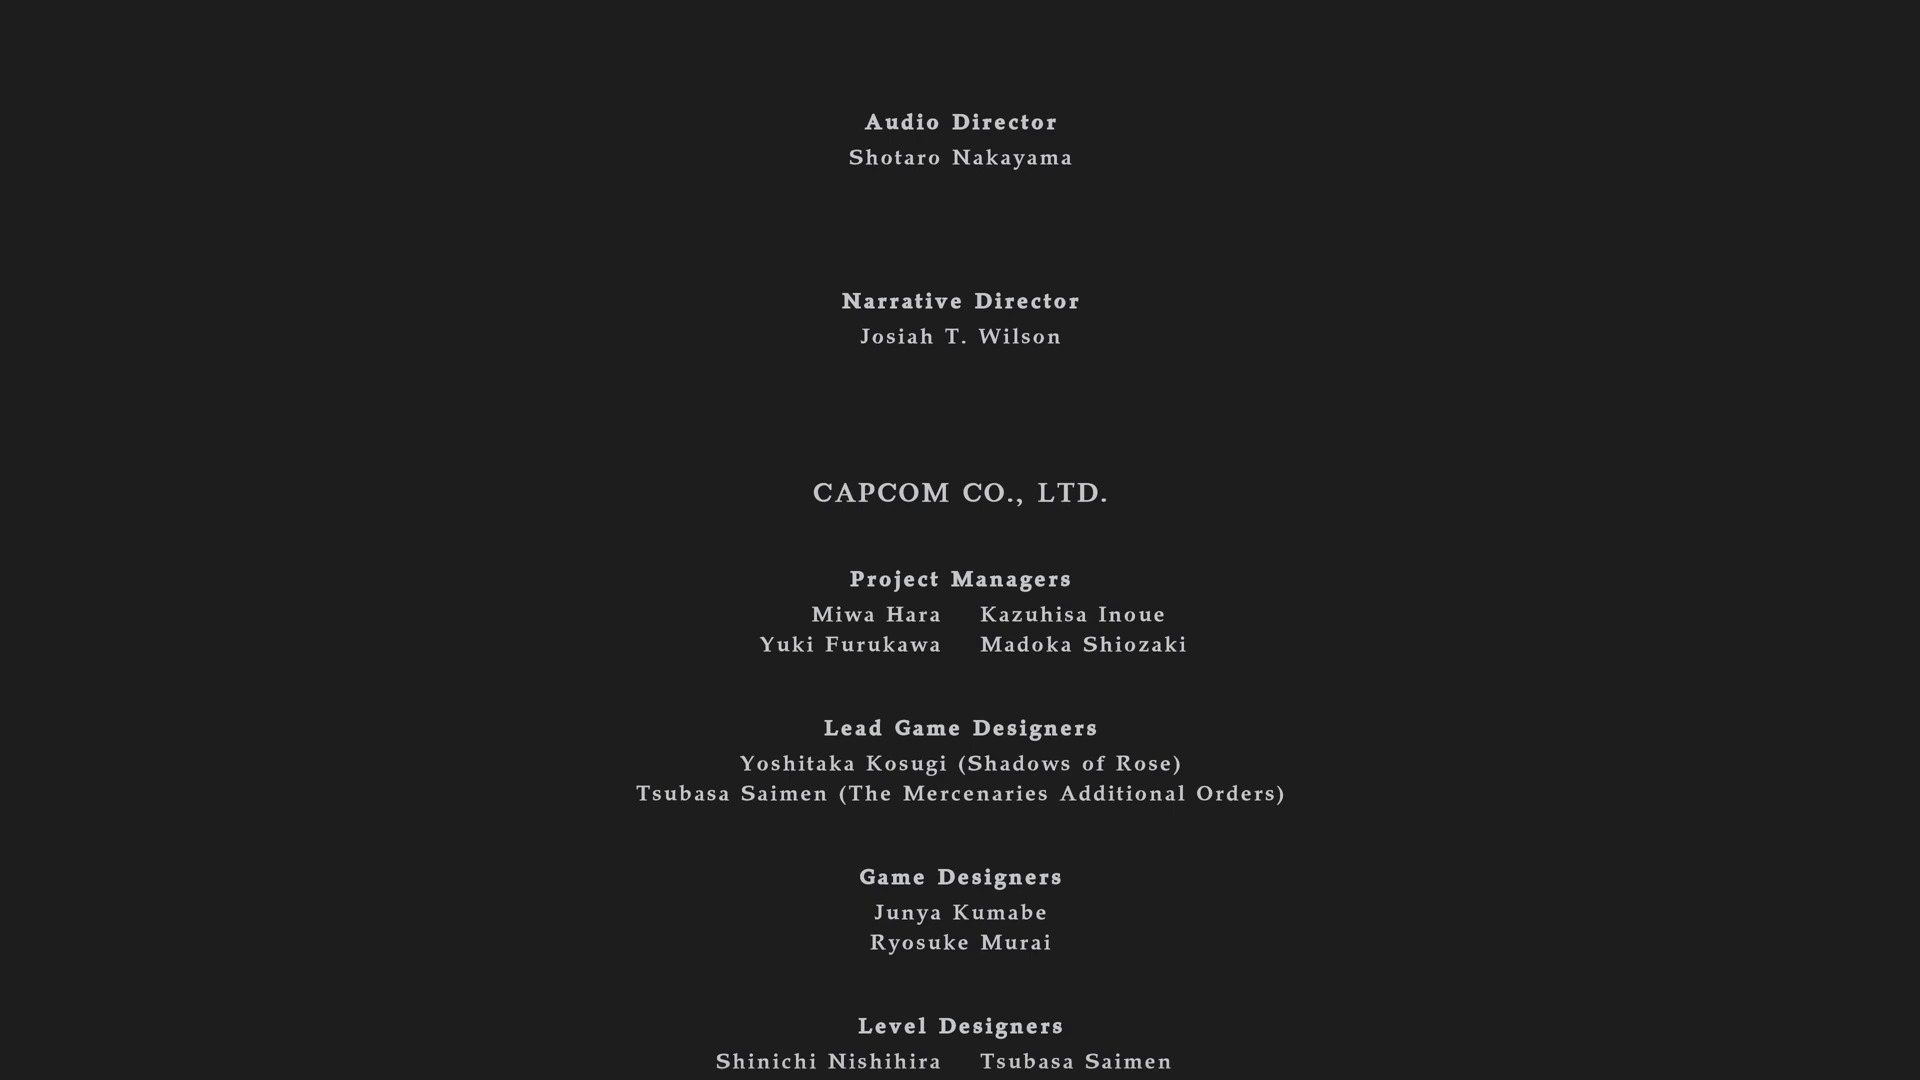 Audio Director
Shotaro Nakayama
Narrative Director
Josiah T. Wilson
CAPCOM CO., LTD.
Project Managers
Miwa Hara Kazuhisa Inoue
Yuki Furukawa Madoka Shiozaki
Lead Game Designers
Yoshitaka Kosugi (Shadows of Rose)
Tsubasa Saimen (The Mercenaries Additional Orders)
Game Designers
Junya Kumabe
Ryosuke Murai
Level Designers
Shinichi Nishihira Tsubasa Saimen